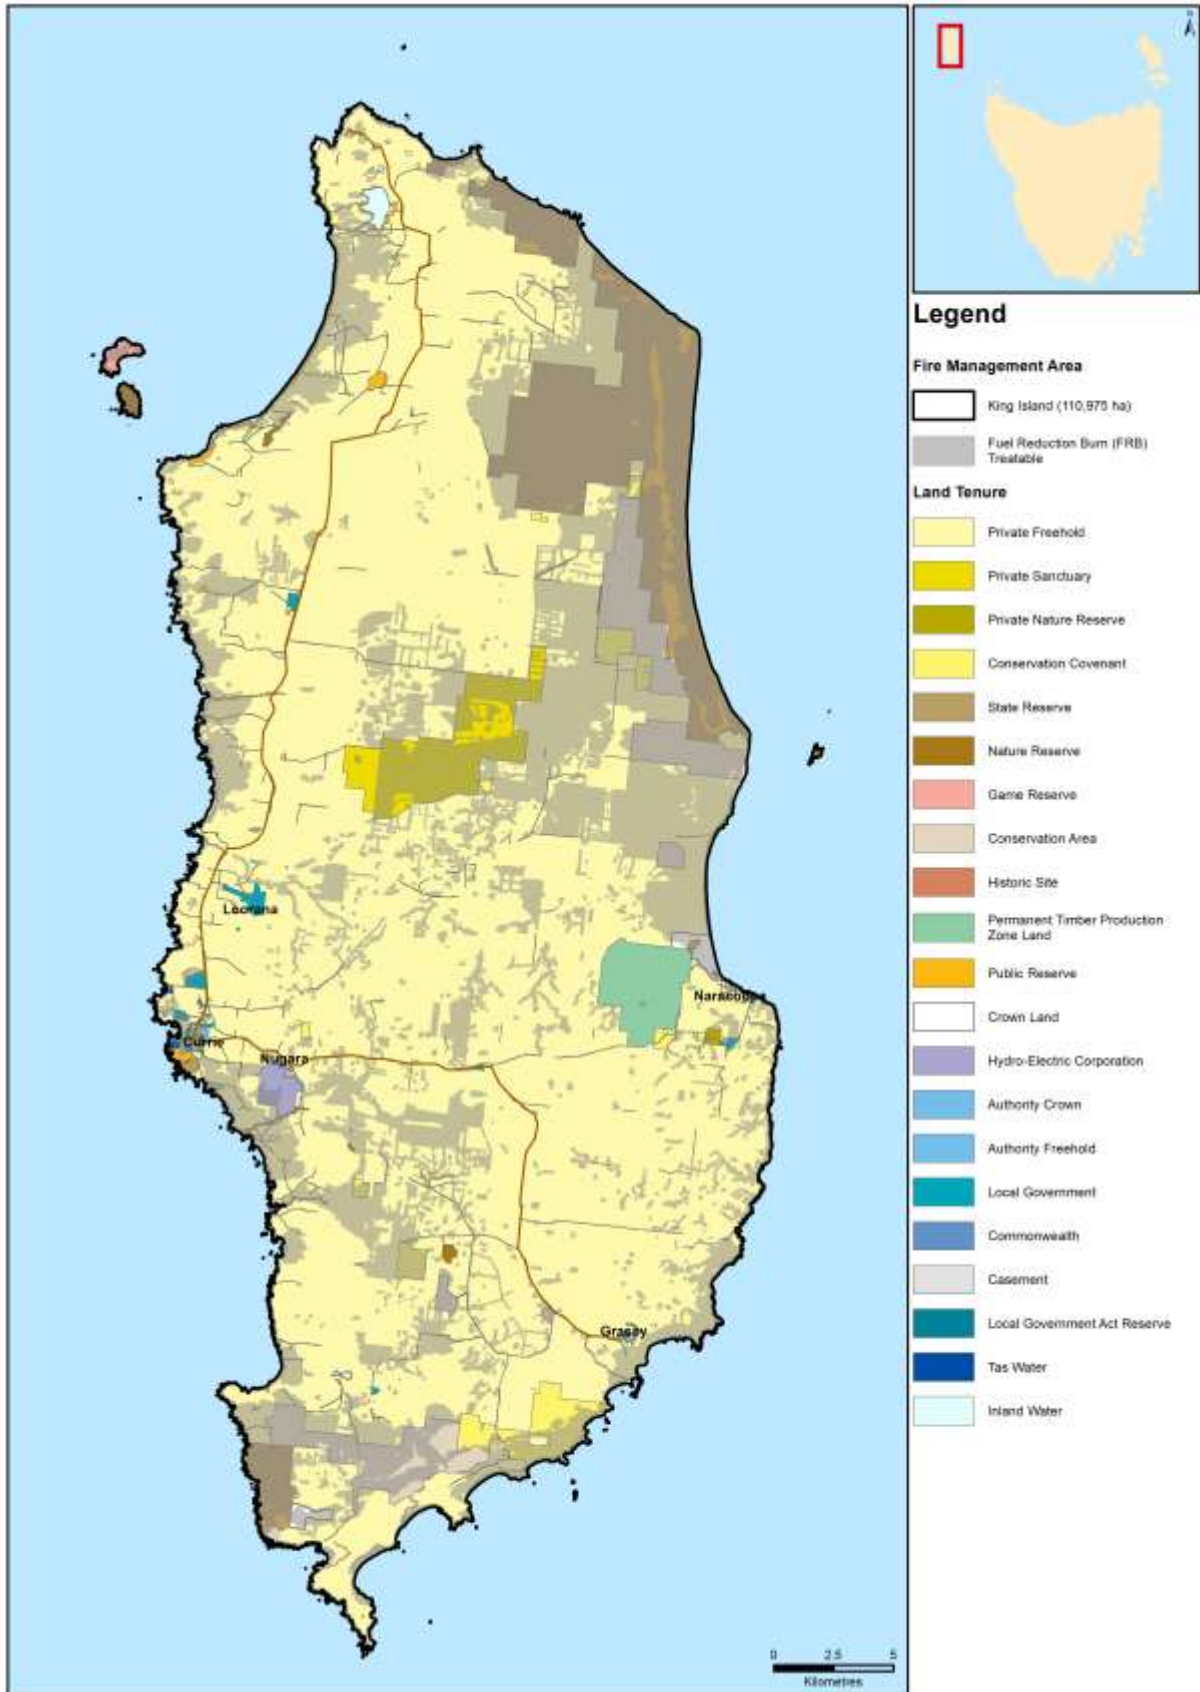 N
Legend
Fire Management Area
King Island (110,975 ha)
Fuel Reduction Burn (FRB)
Treatable
Land Tenure
Private Freehold
Private Sanctuary
Private Nature Reserve
Conservation Covenant
State Reserve
Nature Reserve
Game Reserve
Conservation Area
Historic Site
Permanent Timber Production
Zone Land
Public Reserve
Crown Land
Hydro-Electric Corporation
Authority Crown
Authority Freehold
Local Government
Commonwealth
Casement
Local Government Act Reserve
Tas Water
Inland Water
Loorana
Naracoopa
Currie
Nugara
Grassy
0 2.5 5
Kilometres